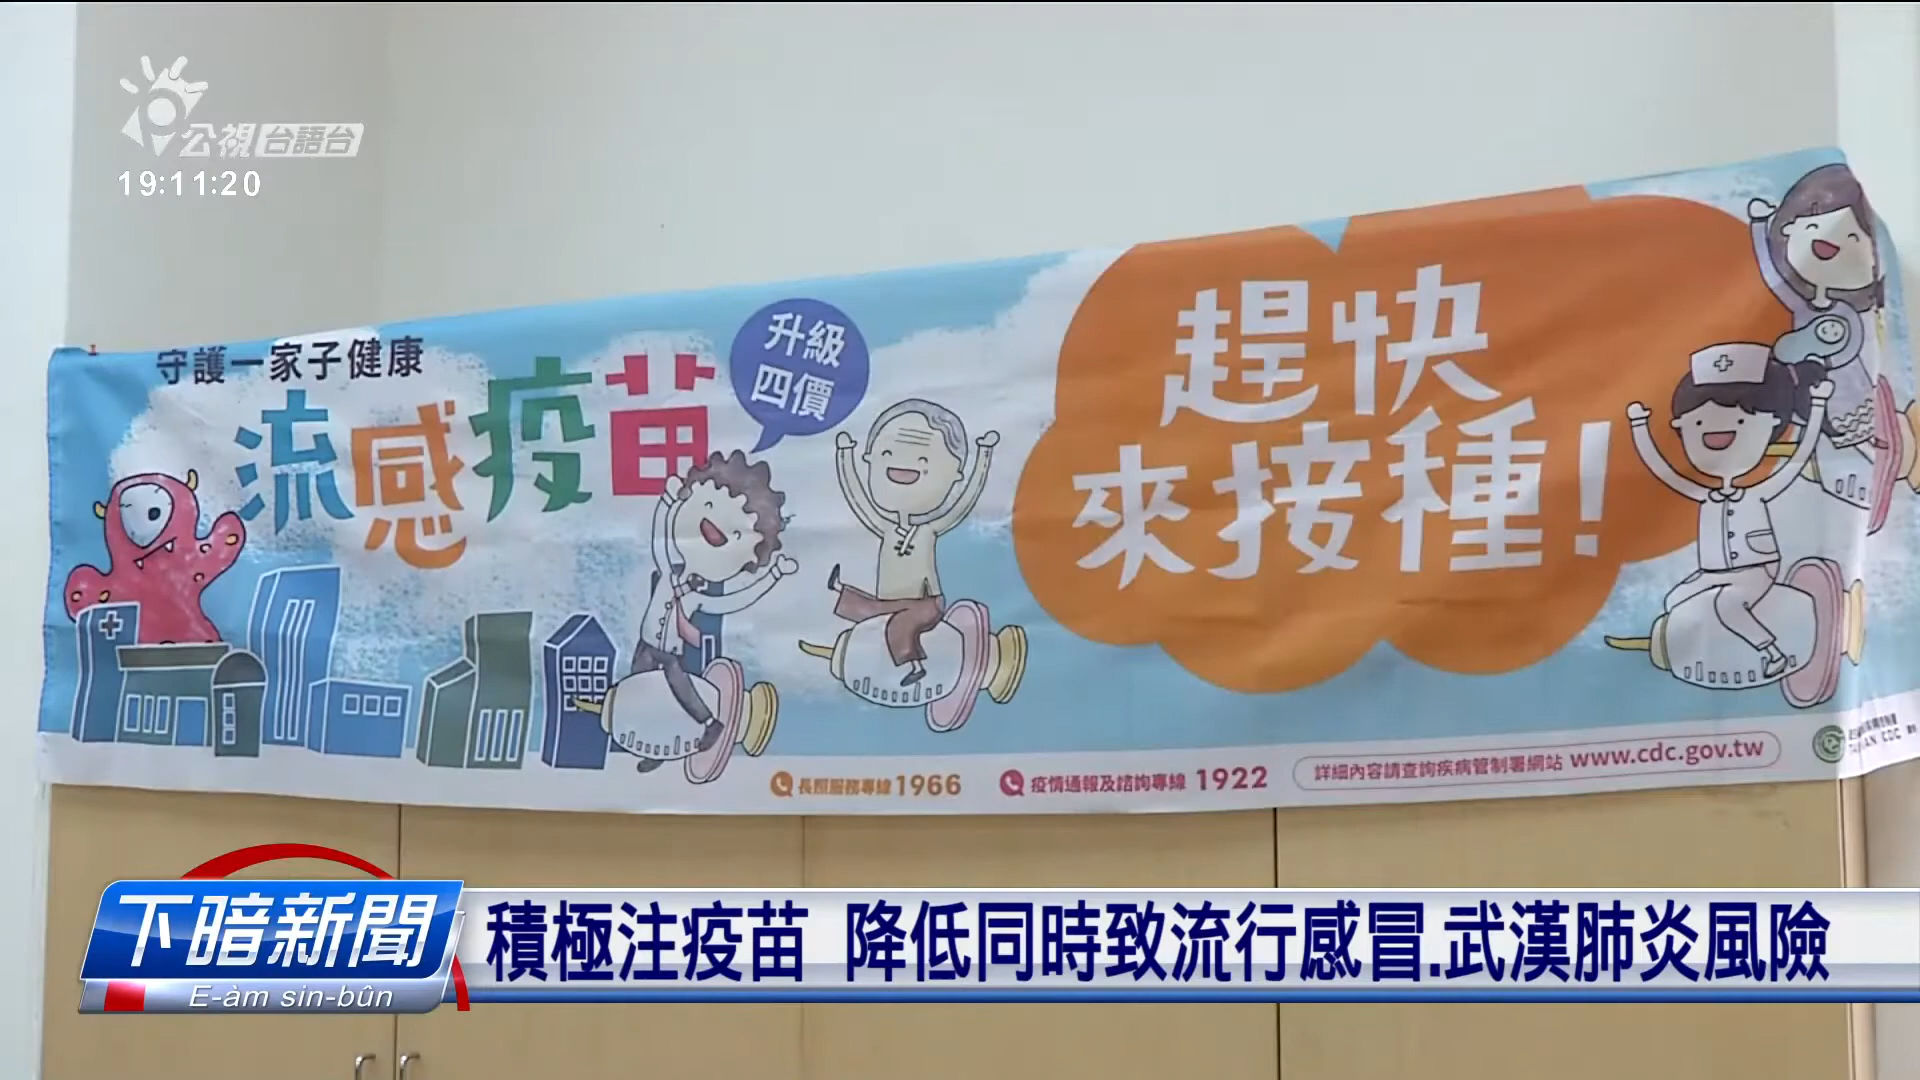 公視台語台
19:11:20
守護一家子健康
流感疫苗
升級
四價
趕快
來接種!
長照服務專線1966
疫情通報及諮詢專線 1922
詳細內容請查詢疾病管制署網站 www.cdc.gov.tw
TAIWAN CDC
下暗新聞
E-àm sin-bûn
積極注疫苗 降低同時致流行感冒.武漢肺炎風險